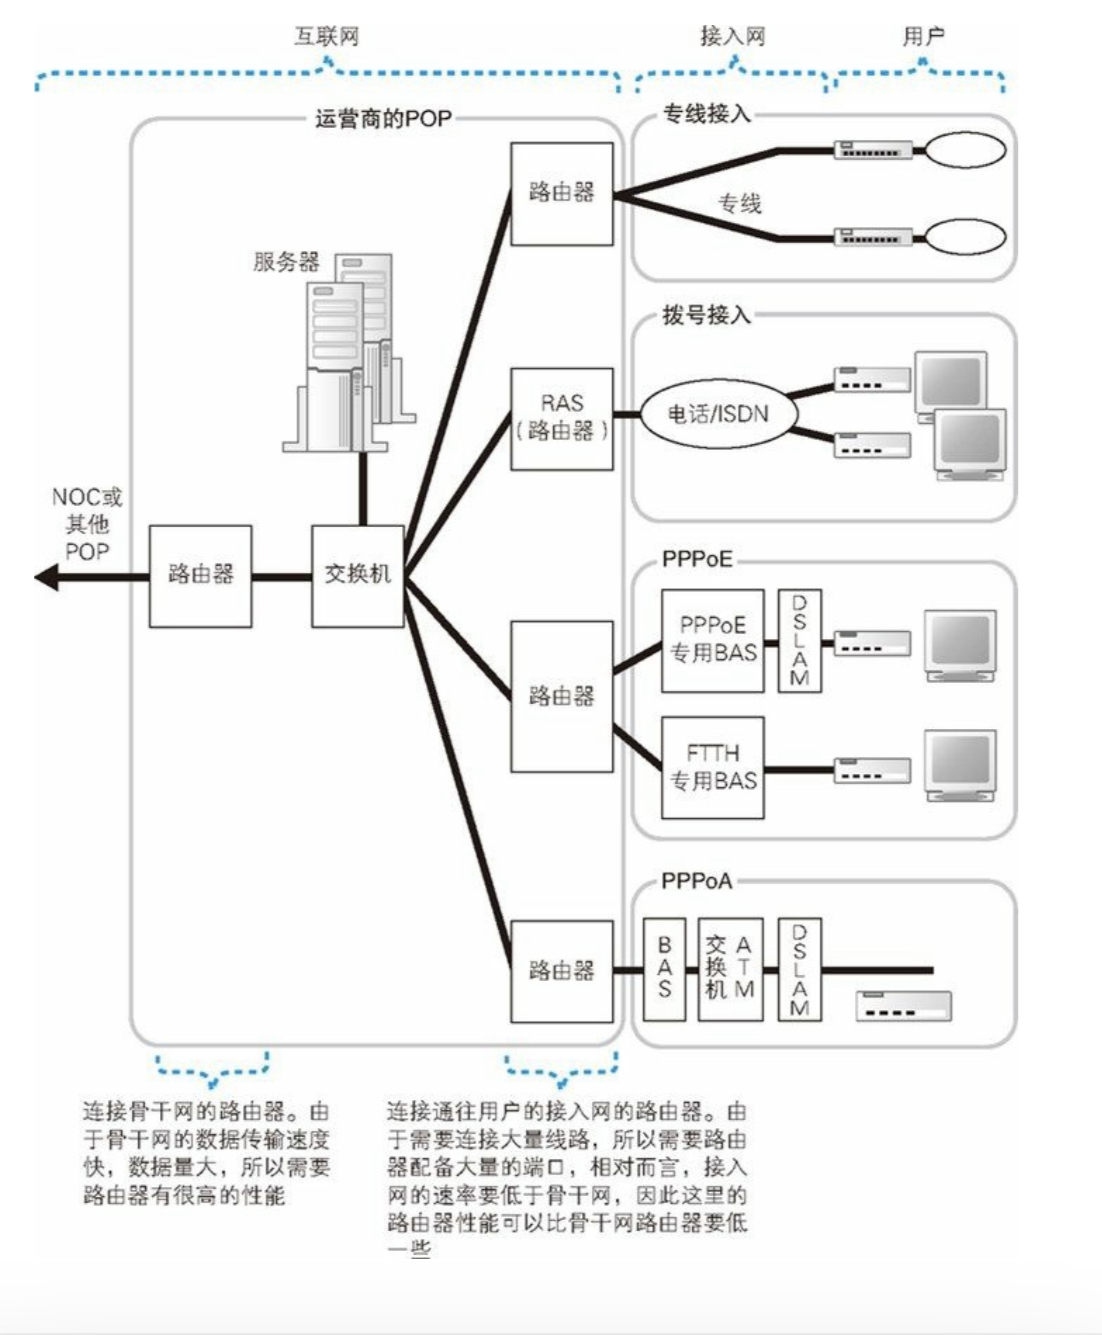 互联网
接入网
用户
运营商的POP
专线接入
路由器
专线
服务器
拨号接入
RAS
（路由器）
电话/ISDN
NOC或
其他
POP
路由器
交换机
PPPoE
PPPoE
专用BAS
DSLAM
路由器
FTTH
专用BAS
PPPoA
路由器
BAS
交换机
ATM
DSLAM
连接骨干网的路由器。由
于骨干网的数据传输速度
快，数据量大，所以需要
路由器有很高的性能
连接通往用户的接入网的路由器。由
于需要连接大量线路，所以需要路由
器配备大量的端口，相对而言，接入
网的速率要低于骨干网，因此这里的
路由器性能可以比骨干网路由器要低
一些